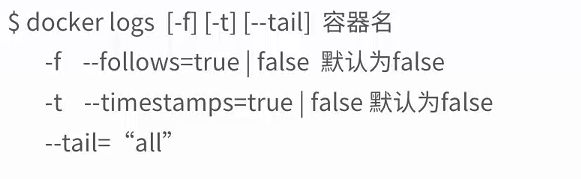 $ docker logs [-f] [-t] [--tail] 容器名
-f --follows=true | false 默认为false
-t --timestamps=true | false 默认为false
--tail=“all”